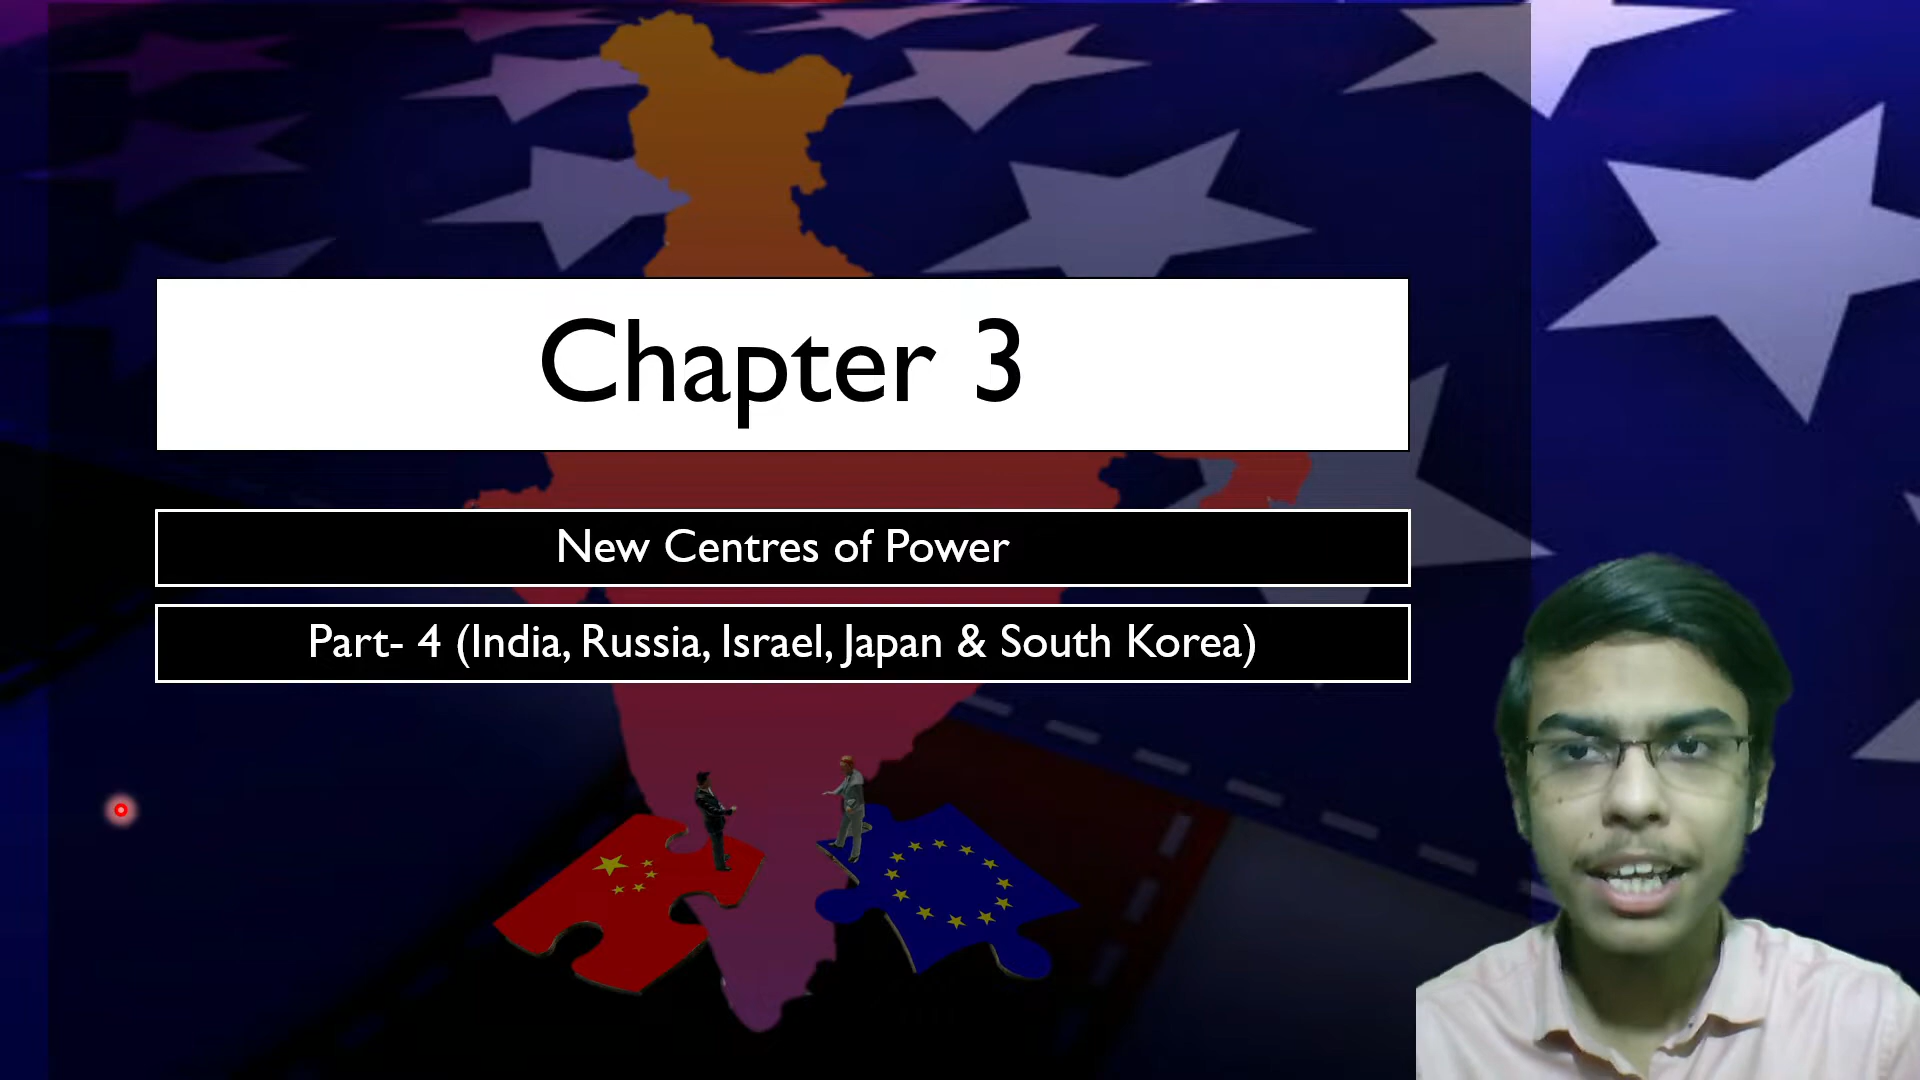 Chapter 3
New Centres of Power
Part- 4 (India, Russia, Israel, Japan & South Korea)